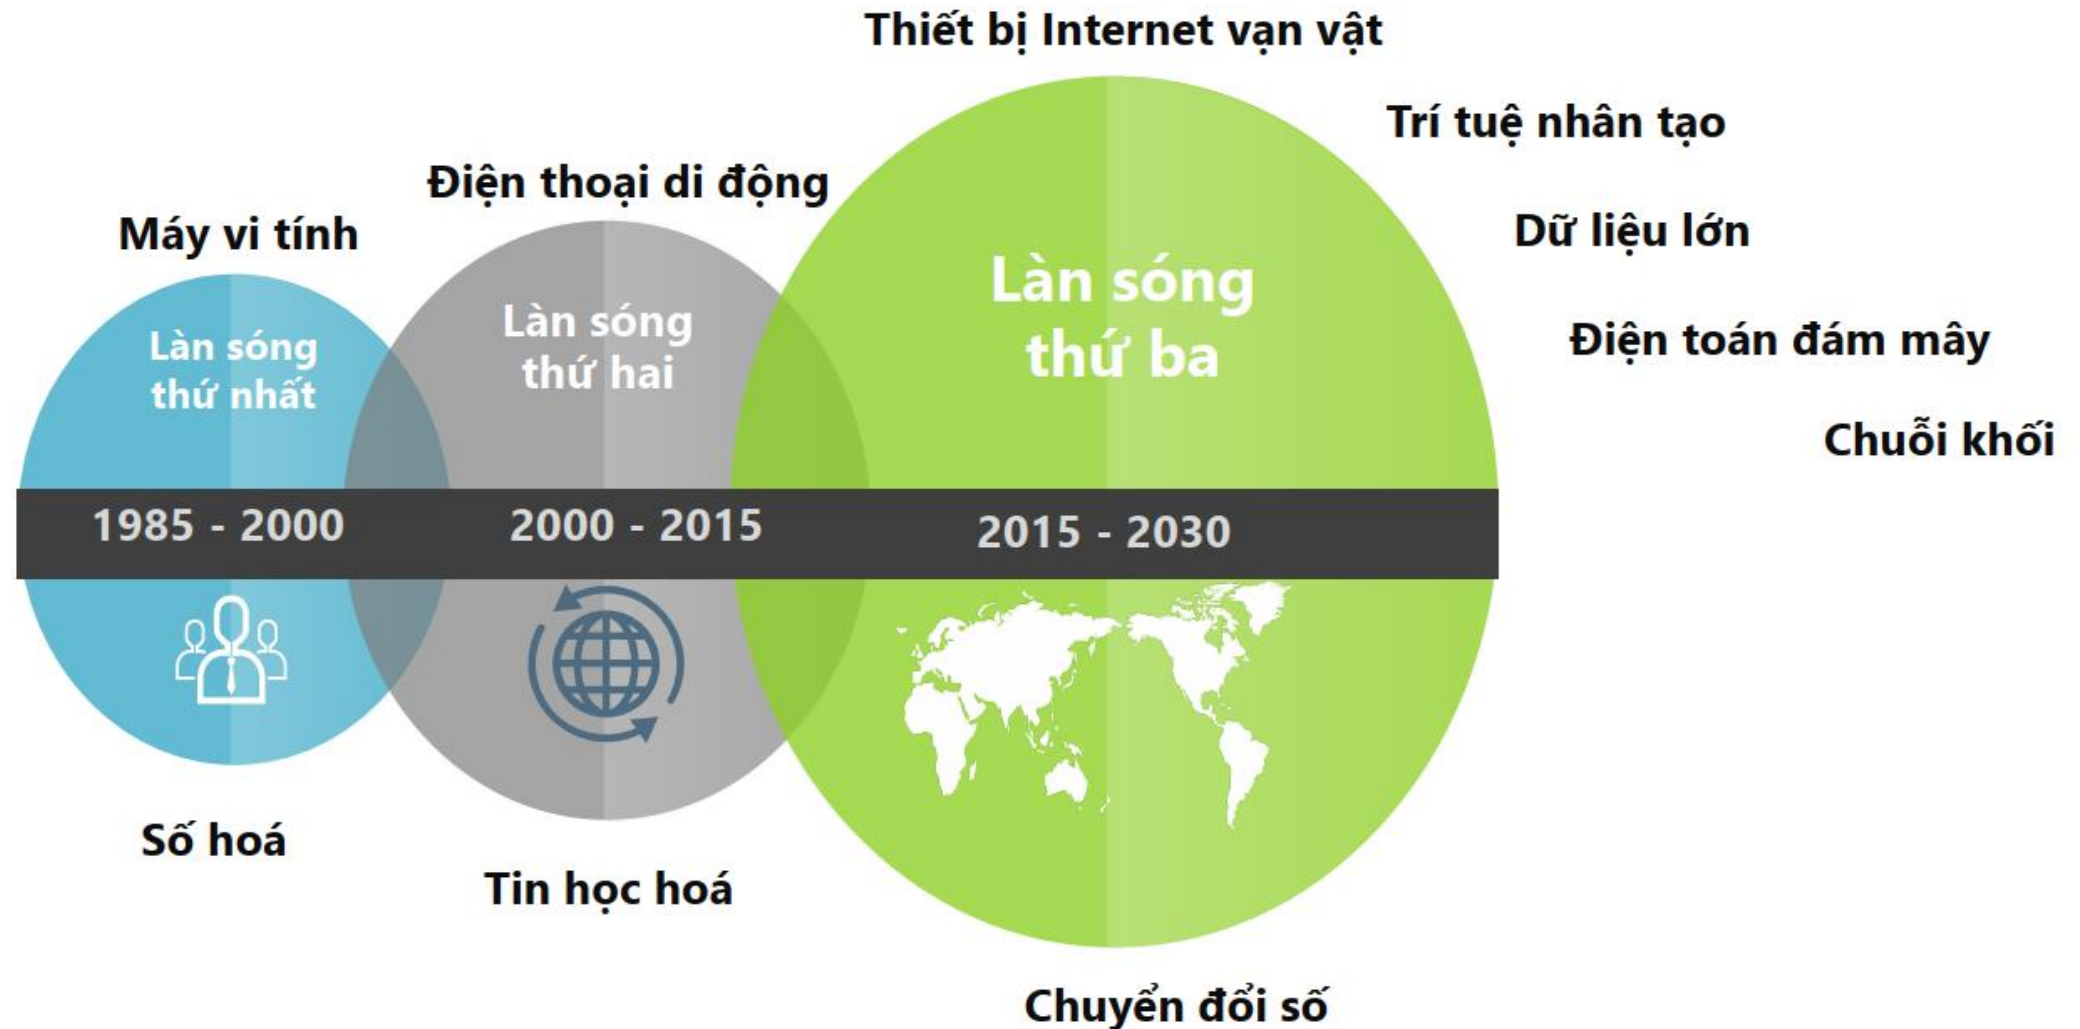 Thiết bị Internet vạn vật
Trí tuệ nhân tạo
Điện thoại di động
Máy vi tính
Dữ liệu lớn
Làn sóng
thứ nhất
Làn sóng
thứ hai
Làn sóng
thứ ba
Điện toán đám mây
Chuỗi khối
1985 - 2000
2000 - 2015
2015 - 2030
Số hoá
Tin học hoá
Chuyển đổi số